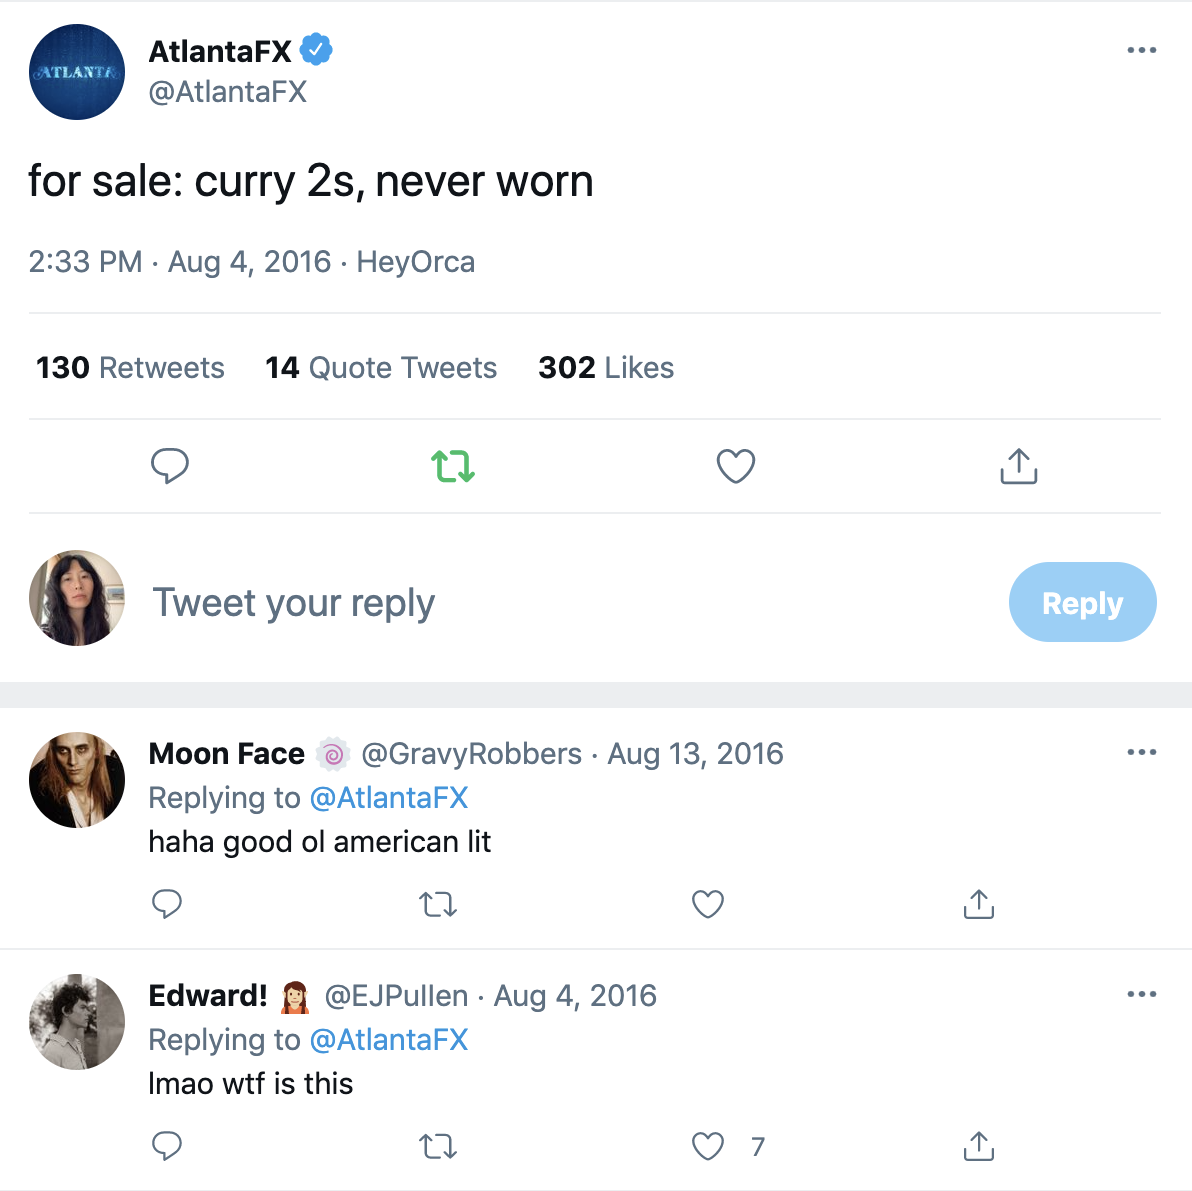 ATLANTA
AtlantaFX
@AtlantaFX
for sale: curry 2s, never worn
2:33 PM · Aug 4, 2016 · HeyOrca
130 Retweets 14 Quote Tweets 302 Likes
Tweet your reply
Reply
Moon Face 🍥 @GravyRobbers · Aug 13, 2016
Replying to @AtlantaFX
haha good ol american lit
Edward! 👧🏻 @EJPullen · Aug 4, 2016
Replying to @AtlantaFX
lmao wtf is this
7